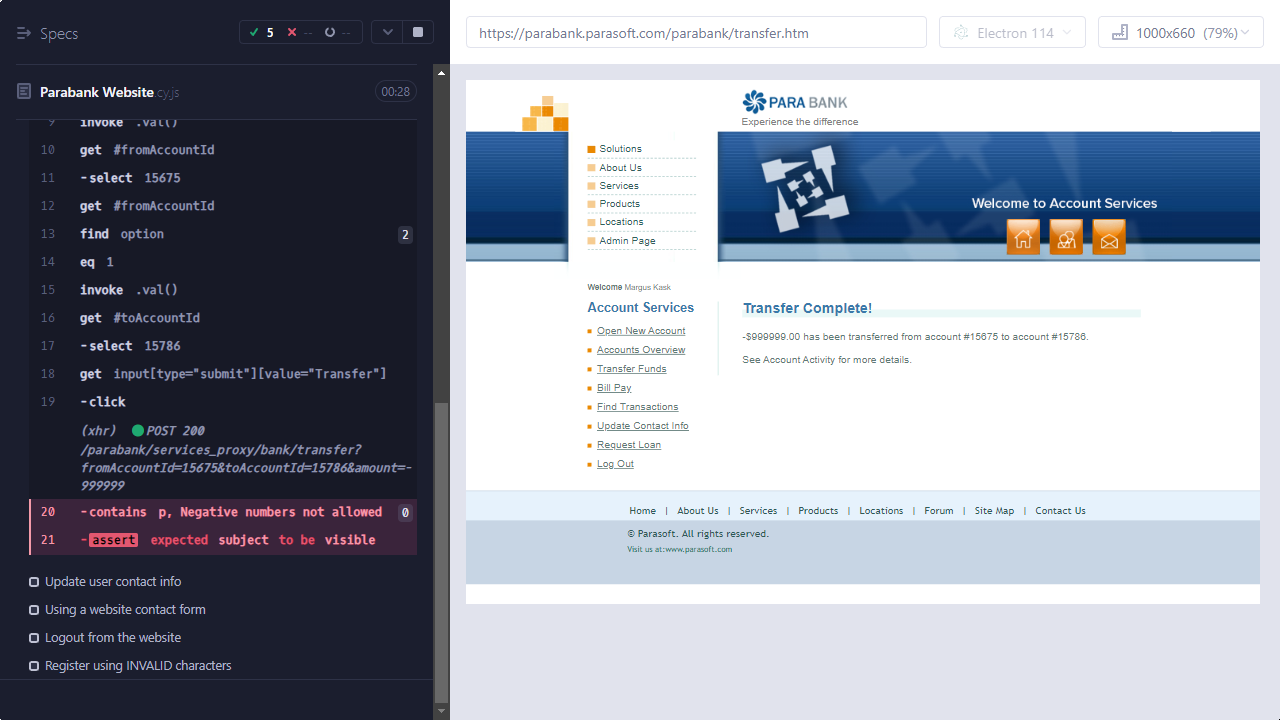 Specs
5
--
--
Parabank Website.cy.js
00:28
9 invoke .val()
10 get #fromAccountId
11 -select 15675
12 get #fromAccountId
13 find option 2
14 eq 1
15 invoke .val()
16 get #toAccountId
17 -select 15786
18 get input[type="submit"][value="Transfer"]
19 -click
(xhr) POST 200
/parabank/services_proxy/bank/transfer?
fromAccountId=15675&toAccountId=15786&amount=-
999999
20 -contains p, Negative numbers not allowed 0
21 -assert expected subject to be visible
Update user contact info
Using a website contact form
Logout from the website
Register using INVALID characters
https://parabank.parasoft.com/parabank/transfer.htm
Electron 114
1000x660 (79%)
PARA BANK
Experience the difference
Solutions
About Us
Services
Products
Locations
Admin Page
Welcome to Account Services
Welcome Margus Kask
Account Services
Open New Account
Accounts Overview
Transfer Funds
Bill Pay
Find Transactions
Update Contact Info
Request Loan
Log Out
Transfer Complete!
-$999999.00 has been transferred from account #15675 to account #15786.
See Account Activity for more details.
Home | About Us | Services | Products | Locations | Forum | Site Map | Contact Us
© Parasoft. All rights reserved.
Visit us at:www.parasoft.com